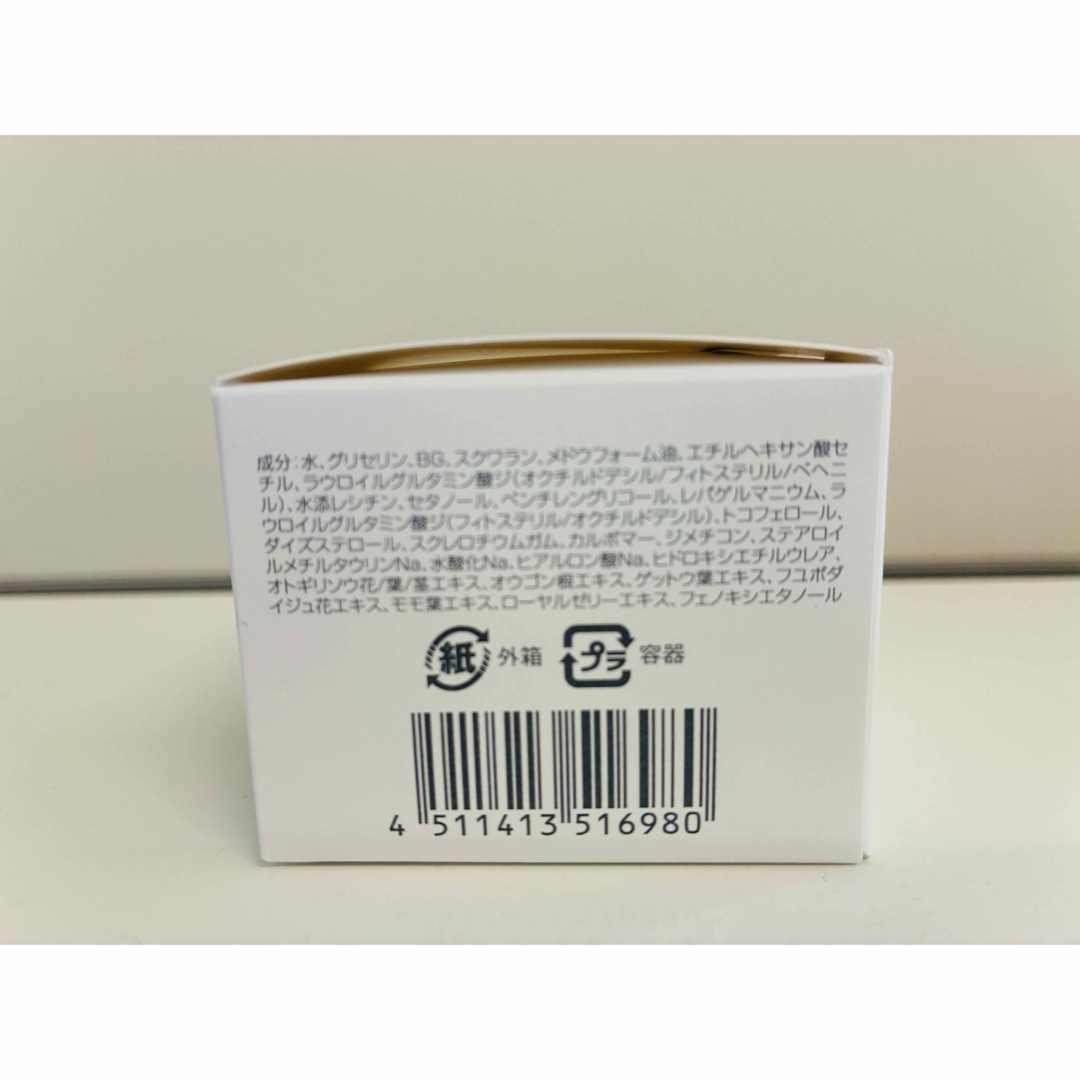 成分:水、グリセリン、BG、スクワラン、メドウフォーム油、エチルヘキサン酸セ
チル、ラウロイルグルタミン酸ジ(オクチルドデシル/フィトステリル/ベヘニ
ル)、水添レシチン、セタノール、ペンチレングリコール、レパゲルマニウム、ラ
ウロイルグルタミン酸ジ(フィトステリル/オクチルドデシル)、トコフェロール、
ダイズステロール、スクレロチウムガム、カルボマー、ジメチコン、ステアロイ
ルメチルタウリンNa、水酸化Na、ヒアルロン酸Na、ヒドロキシエチルウレア、
オトギリソウ花/葉/茎エキス、オウゴン根エキス、ゲットウ葉エキス、フユボダ
イジュ花エキス、モモ葉エキス、ローヤルゼリーエキス、フェノキシエタノール
紙 外箱 プラ 容器
4 511413 516980